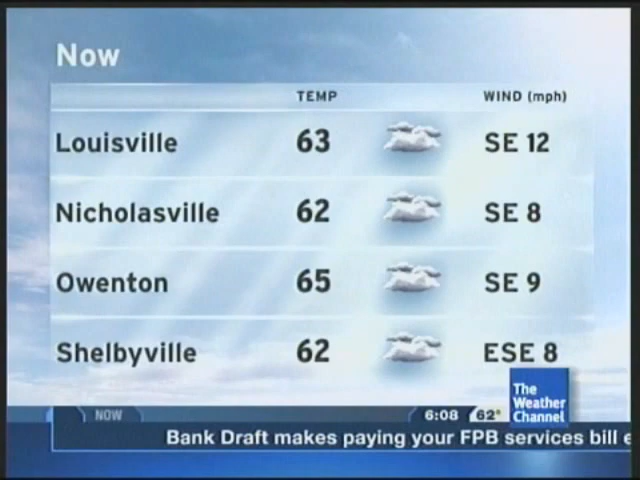 Now
TEMP WIND (mph)
Louisville 63 SE 12
Nicholasville 62 SE 8
Owenton 65 SE 9
Shelbyville 62 ESE 8
The
Weather
Channel
NOW 6:08 62°
Bank Draft makes paying your FPB services bill e